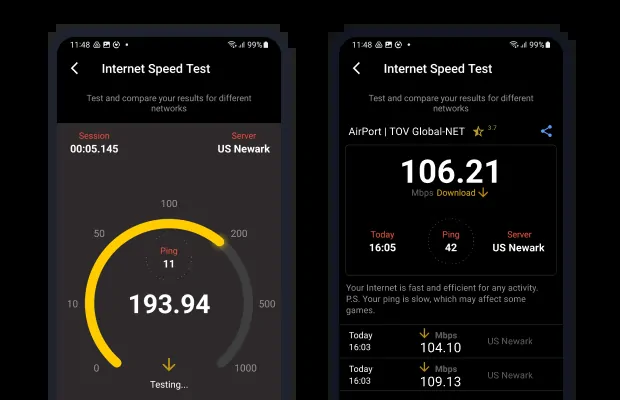 11:48 99%
Internet Speed Test
Test and compare your results for different
networks
Session
00:05.145
Server
US Newark
100
50
200
10
500
0
1000
Ping
11
193.94
Testing...
11:48 99%
Internet Speed Test
Test and compare your results for different
networks
AirPort | TOV Global-NET 3.7
106.21
Mbps Download
Today
16:05
Ping
42
Server
US Newark
Your Internet is fast and efficient for any activity.
P.S. Your ping is slow, which may affect some
games.
Today
16:03
Mbps
104.10
US Newark
Today
16:03
Mbps
109.13
US Newark